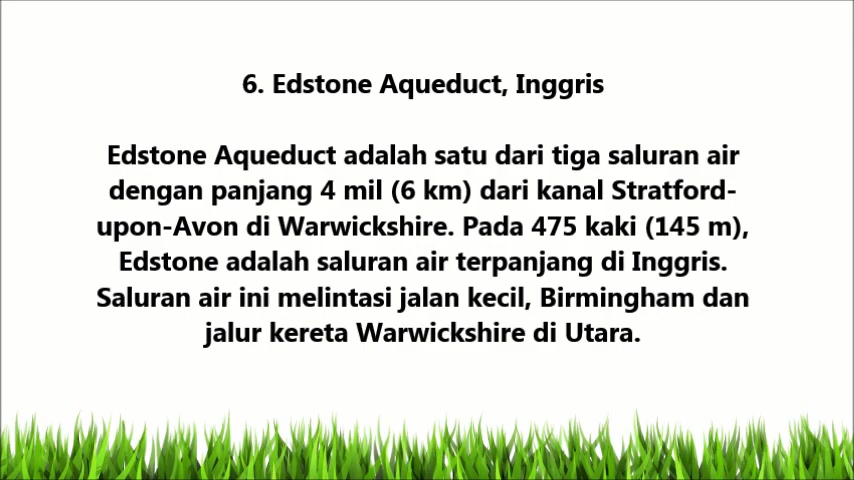 6. Edstone Aqueduct, Inggris
Edstone Aqueduct adalah satu dari tiga saluran air
dengan panjang 4 mil (6 km) dari kanal Stratford-
upon-Avon di Warwickshire. Pada 475 kaki (145 m),
Edstone adalah saluran air terpanjang di Inggris.
Saluran air ini melintasi jalan kecil, Birmingham dan
jalur kereta Warwickshire di Utara.